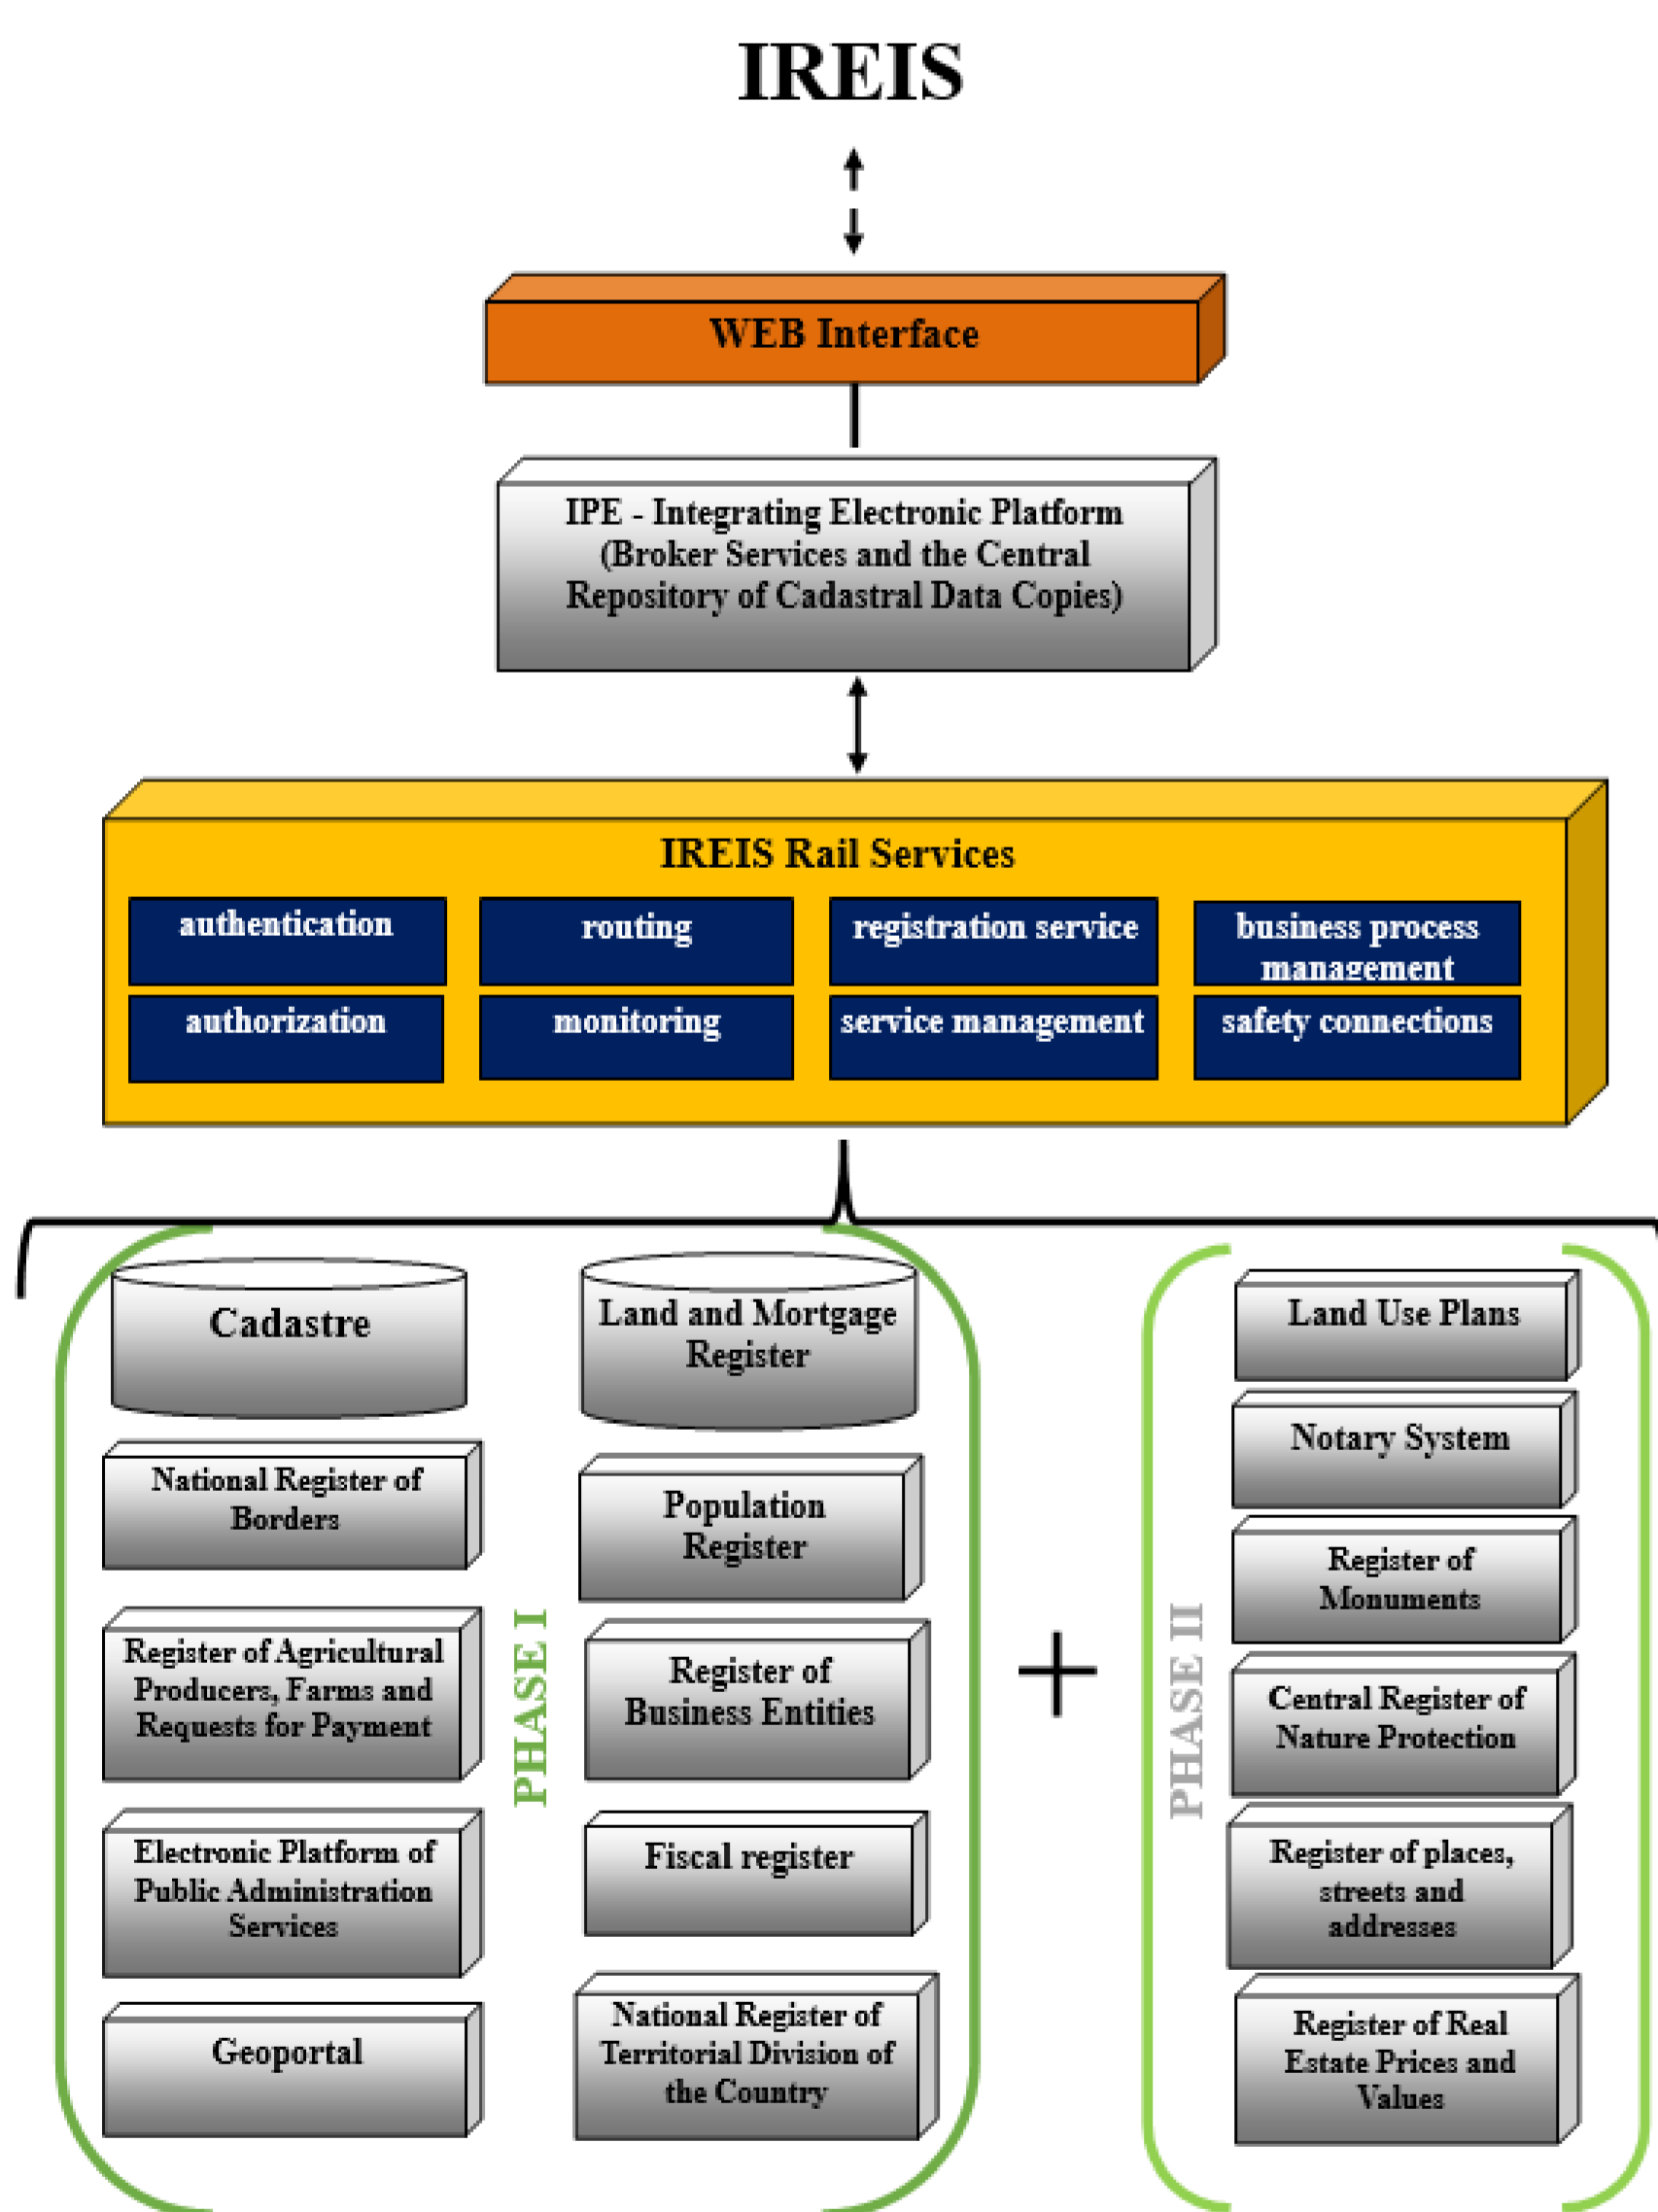 IREIS
WEB Interface
IPE - Integrating Electronic Platform
(Broker Services and the Central
Repository of Cadastral Data Copies)
IREIS Rail Services
authentication
routing
registration service
business process
management
authorization
monitoring
service management
safety connections
Cadastre
National Register of
Borders
Register of Agricultural
Producers, Farms and
Requests for Payment
Electronic Platform of
Public Administration
Services
Geoportal
PHASE I
Land and Mortgage
Register
Population
Register
Register of
Business Entities
Fiscal register
National Register of
Territorial Division of
the Country
+
PHASE II
Land Use Plans
Notary System
Register of
Monuments
Central Register of
Nature Protection
Register of places,
streets and
addresses
Register of Real
Estate Prices and
Values